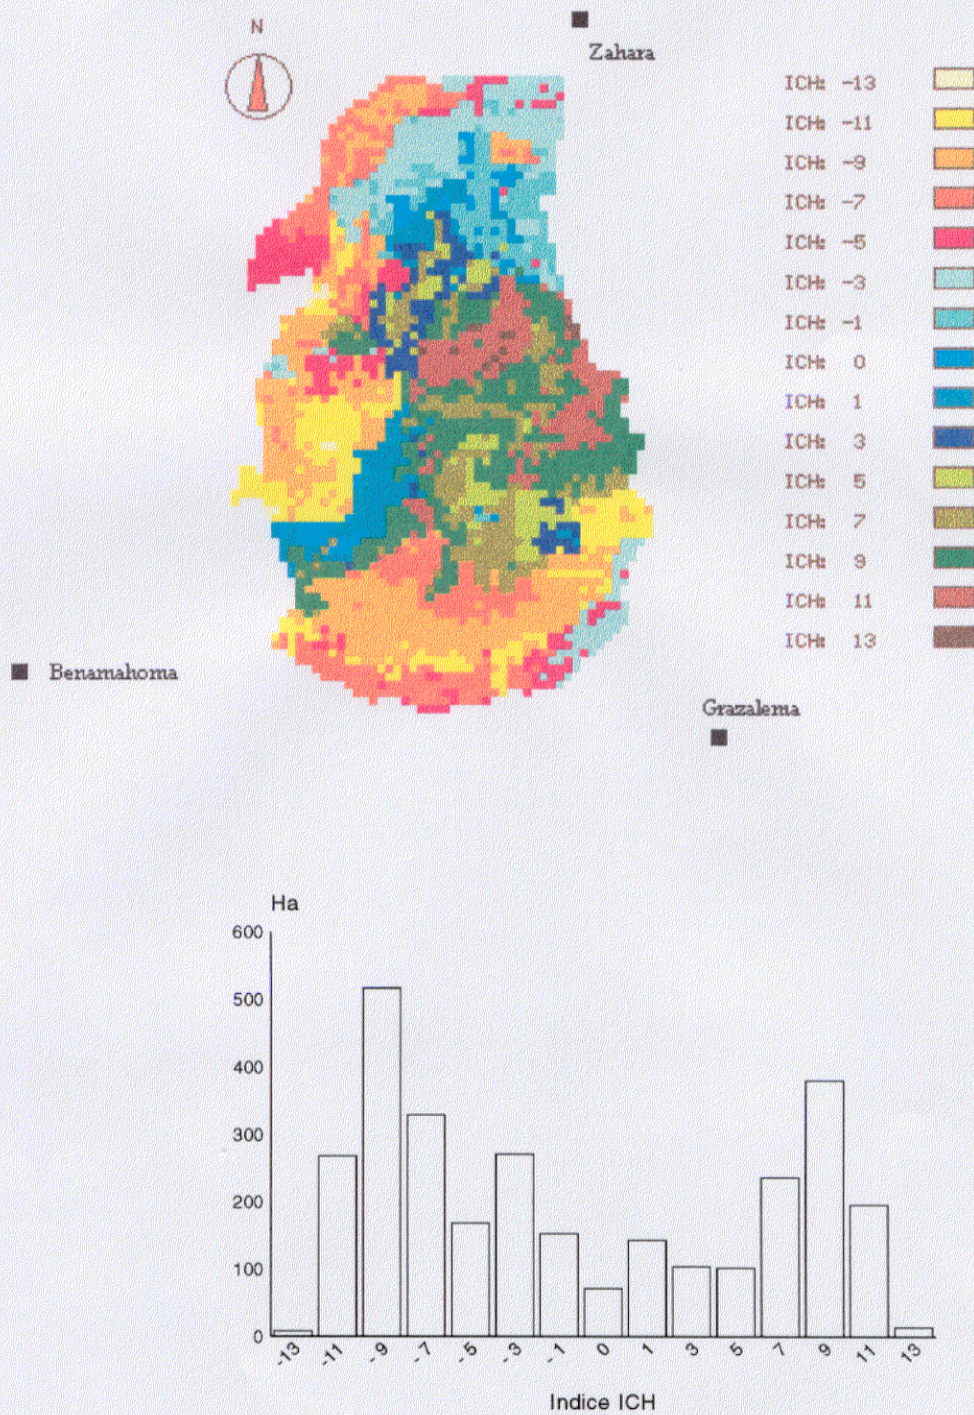 N
Zahara
ICH: -13
ICH: -11
ICH: -9
ICH: -7
ICH: -5
ICH: -3
ICH: -1
ICH: 0
ICH: 1
ICH: 3
ICH: 5
ICH: 7
ICH: 9
ICH: 11
ICH: 13
Benamahoma
Grazalema
Ha
600
500
400
300
200
100
0
-13 -11 -9 -7 -5 -3 -1 0 1 3 5 7 9 11 13
Indice ICH